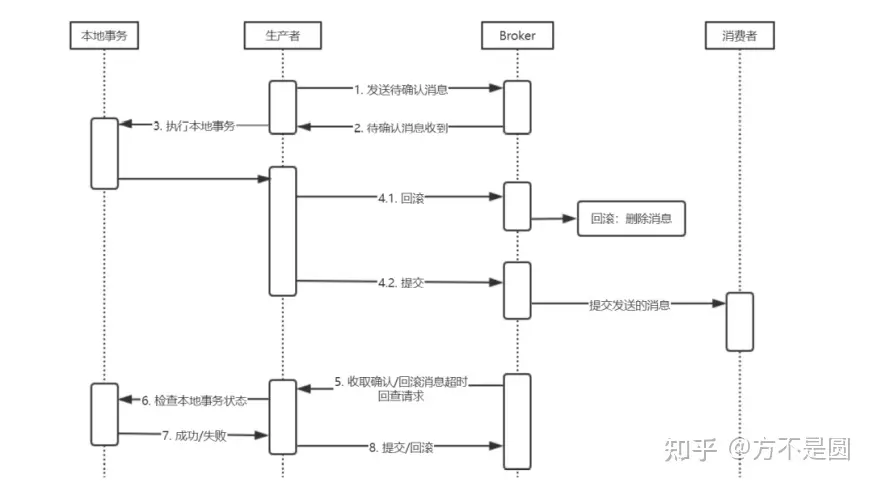 本地事务
生产者
Broker
消费者
1. 发送待确认消息
3. 执行本地事务
2. 待确认消息收到
4.1. 回滚
回滚：删除消息
4.2. 提交
提交发送的消息
5. 收取确认/回滚消息超时
回查请求
6. 检查本地事务状态
7. 成功/失败
8. 提交/回滚
知乎 @方不是圆